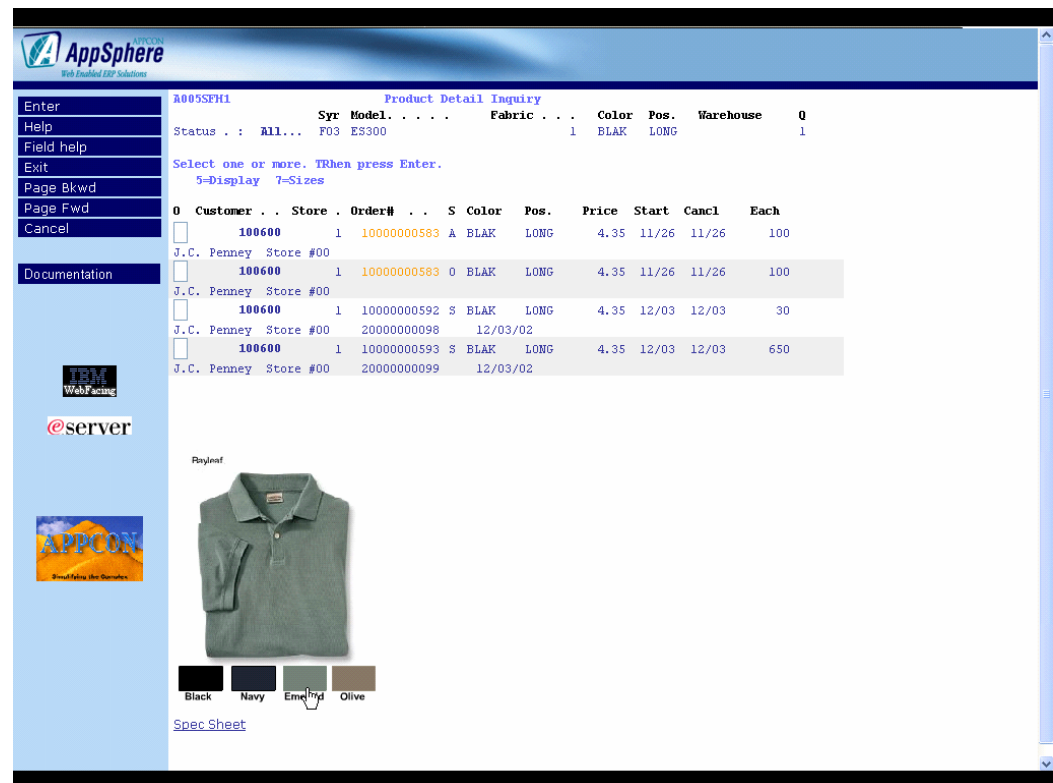 APPCON
AppSphere
Web Enabled ERP Solutions
Enter
Help
Field help
Exit
Page Bkwd
Page Fwd
Cancel
Documentation
IBM
WebFacing
eserver
APPCON
Simplifying the Complex
A005SFH1 Product Detail Inquiry
Syr Model. . . . . Fabric . . . Color Pos. Warehouse Q
Status . : All... F03 ES300 1 BLAK LONG 1
Select one or more. TRhen press Enter.
5=Display 7=Sizes
O Customer . . Store . Order# . . S Color Pos. Price Start Cancl Each
100600 1 10000000583 A BLAK LONG 4.35 11/26 11/26 100
J.C. Penney Store #00
100600 1 10000000583 O BLAK LONG 4.35 11/26 11/26 100
J.C. Penney Store #00
100600 1 10000000592 S BLAK LONG 4.35 12/03 12/03 30
J.C. Penney Store #00 20000000098 12/03/02
100600 1 10000000593 S BLAK LONG 4.35 12/03 12/03 650
J.C. Penney Store #00 20000000099 12/03/02
Bayleaf
Black Navy Emerald Olive
Spec Sheet